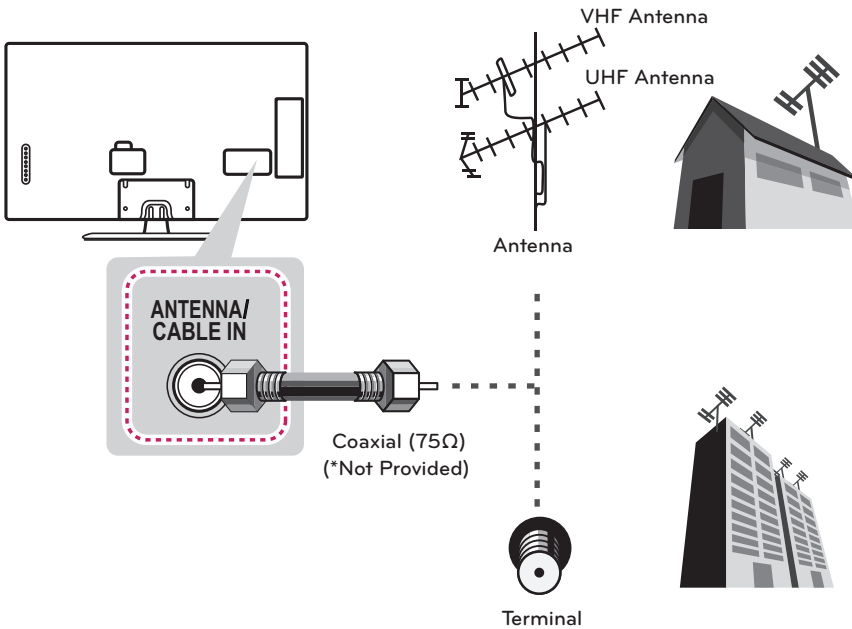 VHF Antenna
UHF Antenna
Antenna
ANTENNA/
CABLE IN
Coaxial (75Ω)
(*Not Provided)
Terminal